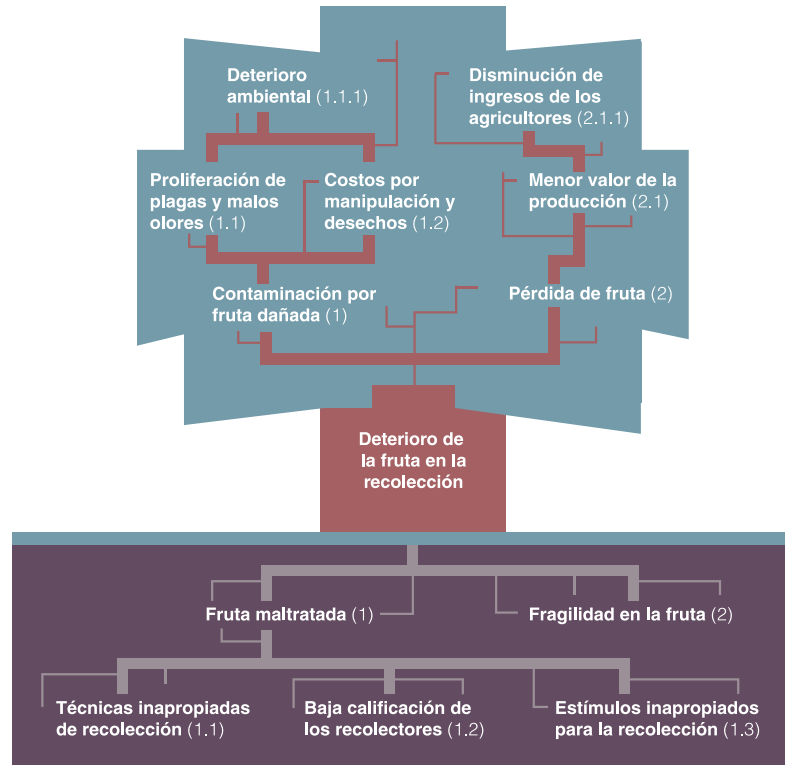 Deterioro
ambiental (1.1.1)
Disminución de
ingresos de los
agricultores (2.1.1)
Proliferación de
plagas y malos
olores (1.1)
Costos por
manipulación y
desechos (1.2)
Menor valor de la
producción (2.1)
Contaminación por
fruta dañada (1)
Pérdida de fruta (2)
Deterioro de
la fruta en la
recolección
Fruta maltratada (1)
Fragilidad en la fruta (2)
Técnicas inapropiadas
de recolección (1.1)
Baja calificación de
los recolectores (1.2)
Estímulos inapropiados
para la recolección (1.3)